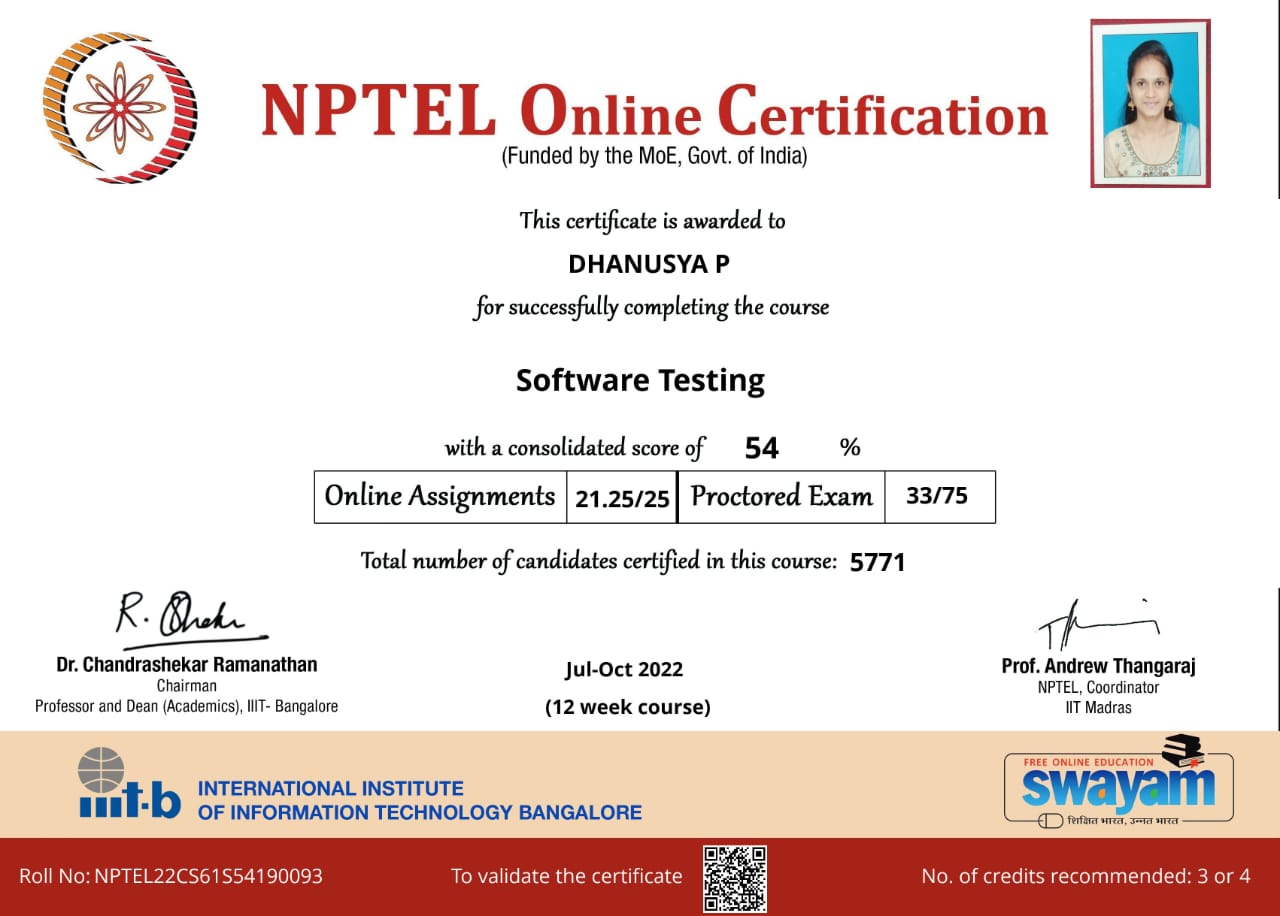 NPTEL Online Certification
(Funded by the MoE, Govt. of India)
This certificate is awarded to
DHANUSYA P
for successfully completing the course
Software Testing
with a consolidated score of 54 %
Online Assignments 21.25/25 Proctored Exam 33/75
Total number of candidates certified in this course: 5771
Dr. Chandrashekar Ramanathan
Chairman
Professor and Dean (Academics), IIIT- Bangalore
Jul-Oct 2022
(12 week course)
Prof. Andrew Thangaraj
NPTEL, Coordinator
IIT Madras
iiit-b
INTERNATIONAL INSTITUTE
OF INFORMATION TECHNOLOGY BANGALORE
FREE ONLINE EDUCATION
swayam
शिक्षित भारत, उन्नत भारत
Roll No: NPTEL22CS61S54190093
To validate the certificate
No. of credits recommended: 3 or 4